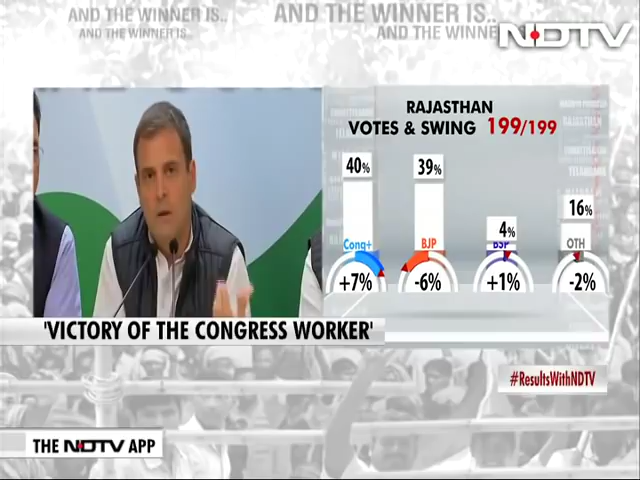 AND THE WINNER IS..
AND THE WINNER IS
AND THE WINNER IS..
AND THE WINNE
NDTV
RAJASTHAN
VOTES & SWING 199/199
40%
39%
4%
16%
Cong+
BJP
BSP
OTH
+7%
-6%
+1%
-2%
'VICTORY OF THE CONGRESS WORKER'
#ResultsWithNDTV
THE NDTV APP